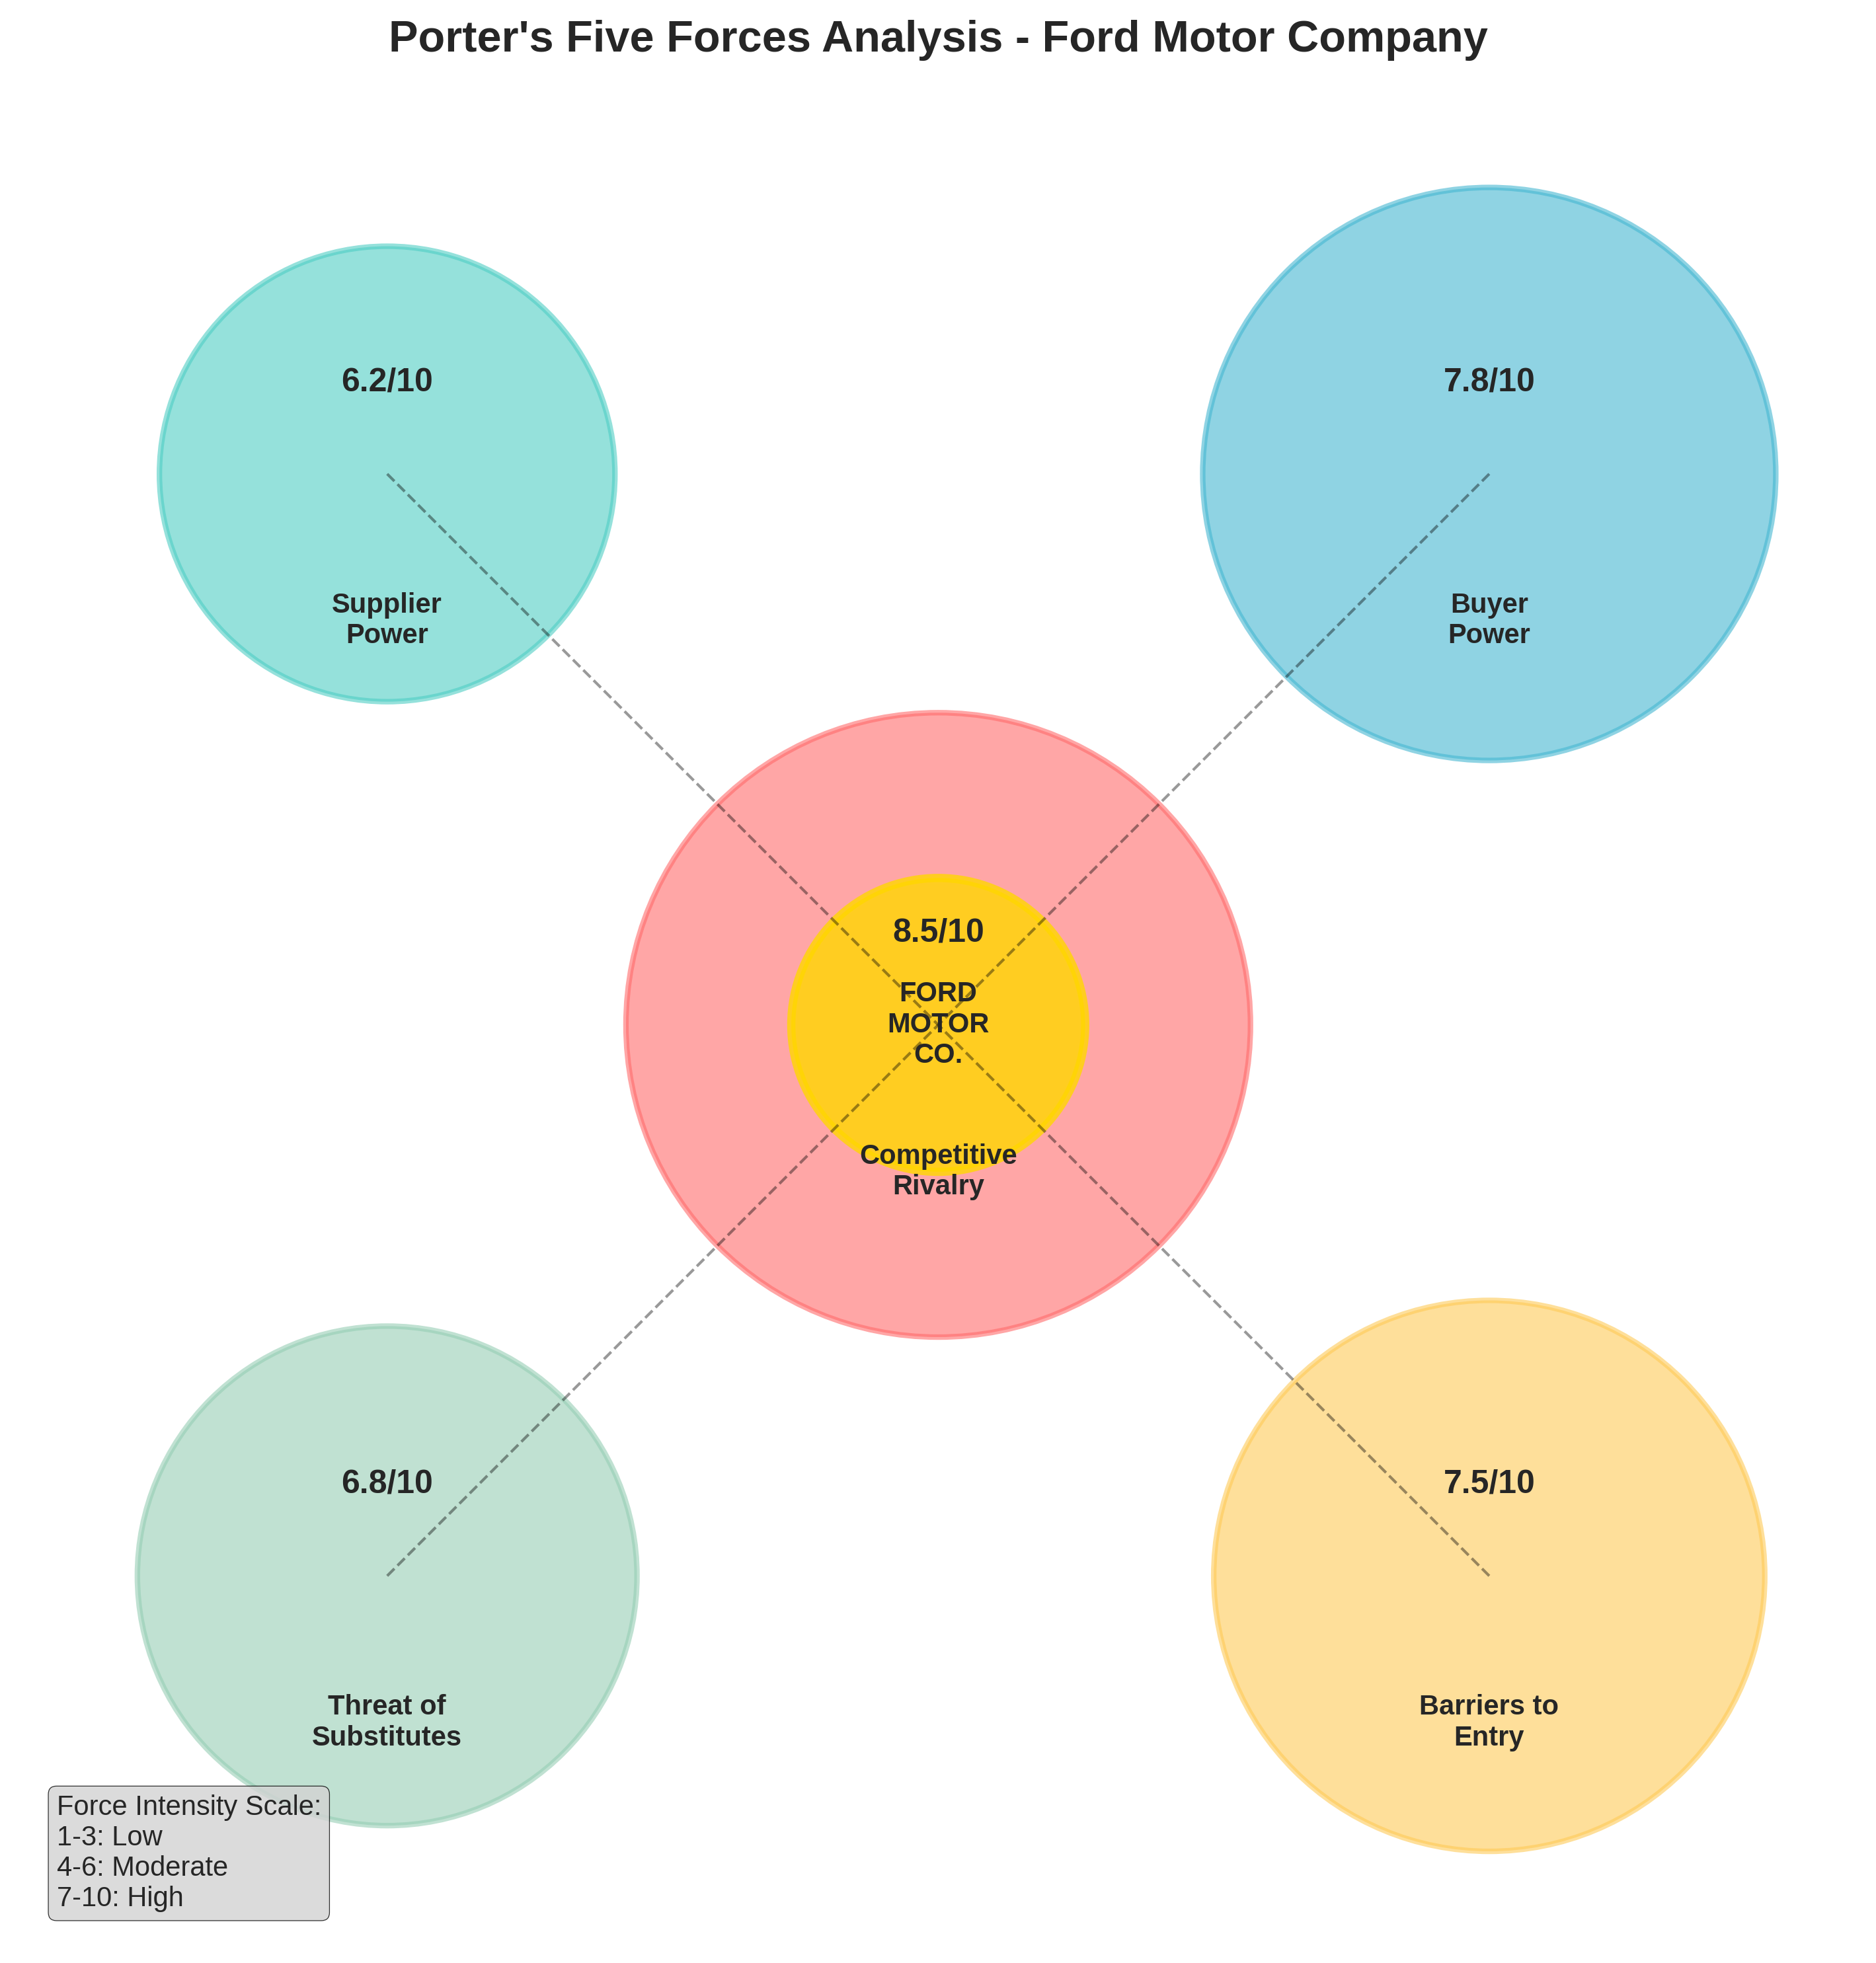 Porter's Five Forces Analysis - Ford Motor Company
6.2/10
Supplier
Power
7.8/10
Buyer
Power
8.5/10
FORD
MOTOR
CO.
Competitive
Rivalry
6.8/10
Threat of
Substitutes
7.5/10
Barriers to
Entry
Force Intensity Scale:
1-3: Low
4-6: Moderate
7-10: High